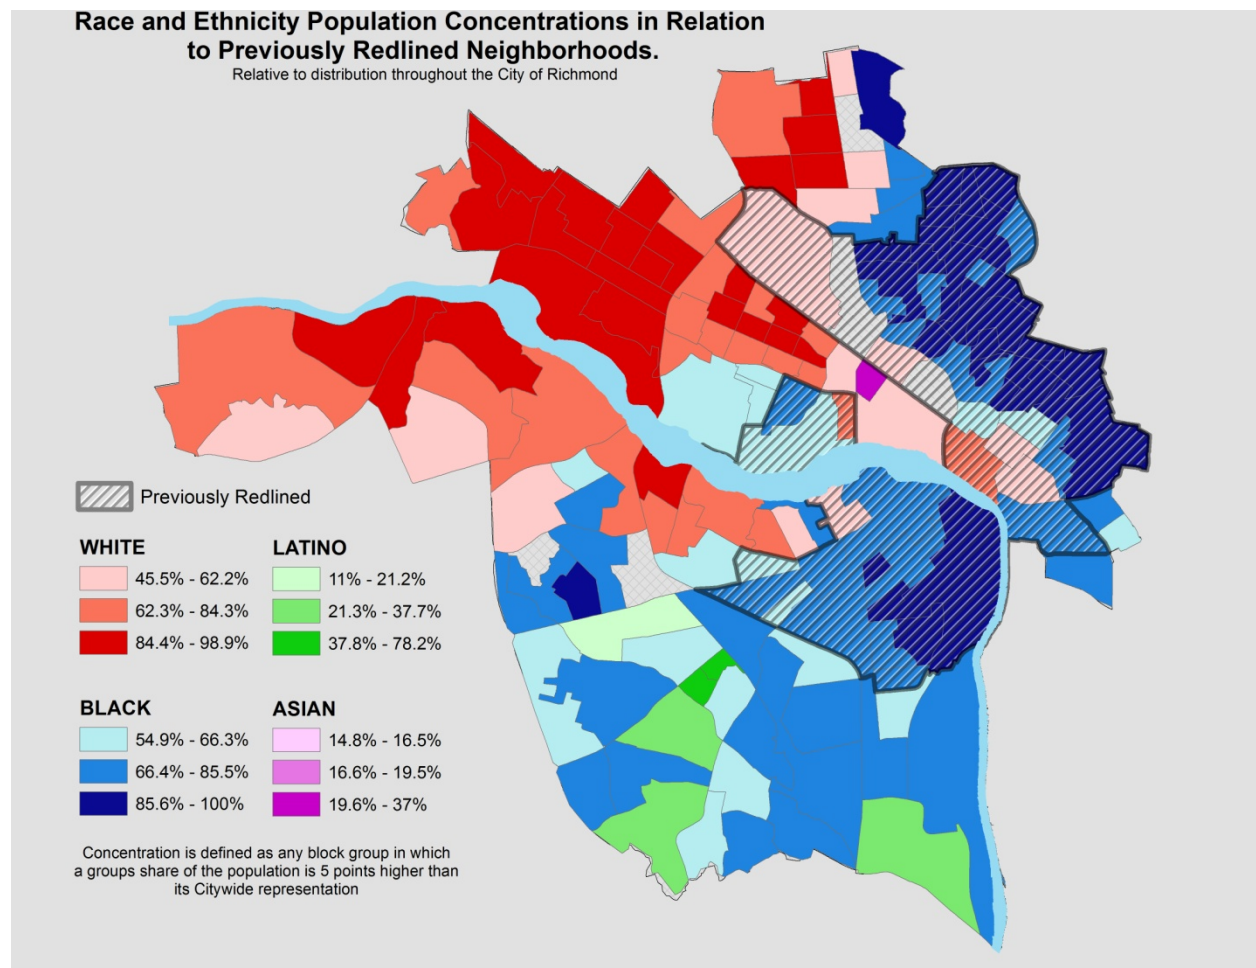 Race and Ethnicity Population Concentrations in Relation
to Previously Redlined Neighborhoods.
Relative to distribution throughout the City of Richmond
Previously Redlined
WHITE
45.5% - 62.2%
62.3% - 84.3%
84.4% - 98.9%
LATINO
11% - 21.2%
21.3% - 37.7%
37.8% - 78.2%
BLACK
54.9% - 66.3%
66.4% - 85.5%
85.6% - 100%
ASIAN
14.8% - 16.5%
16.6% - 19.5%
19.6% - 37%
Concentration is defined as any block group in which
a groups share of the population is 5 points higher than
its Citywide representation